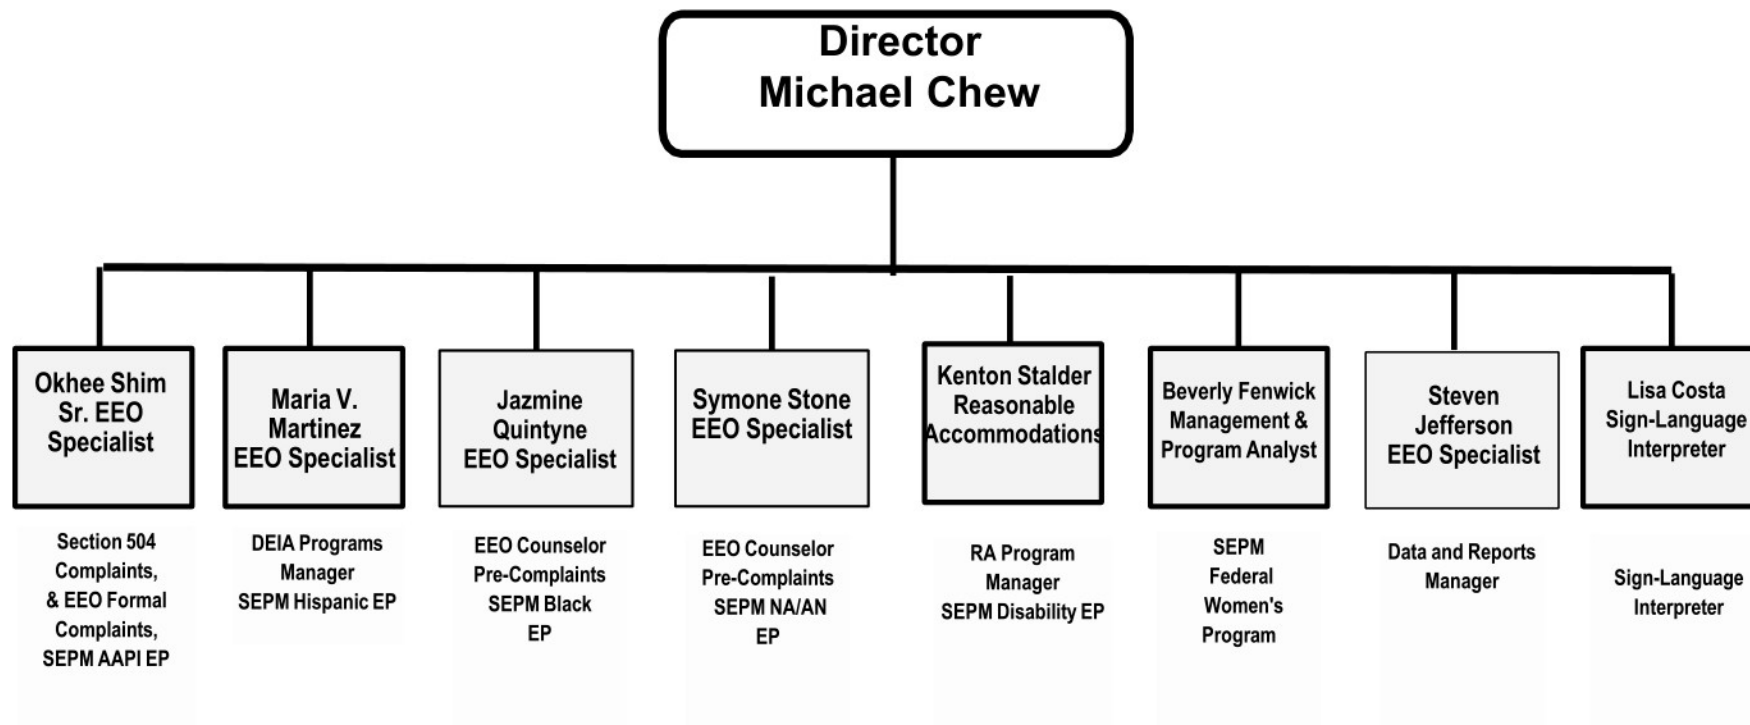 Director
Michael Chew
Okhee Shim
Sr. EEO
Specialist
Maria V.
Martinez
EEO Specialist
Jazmine
Quintyne
EEO Specialist
Symone Stone
EEO Specialist
Kenton Stalder
Reasonable
Accommodations
Beverly Fenwick
Management &
Program Analyst
Steven
Jefferson
EEO Specialist
Lisa Costa
Sign-Language
Interpreter
Section 504
Complaints,
& EEO Formal
Complaints,
SEPM AAPI EP
DEIA Programs
Manager
SEPM Hispanic EP
EEO Counselor
Pre-Complaints
SEPM Black
EP
EEO Counselor
Pre-Complaints
SEPM NA/AN
EP
RA Program
Manager
SEPM Disability EP
SEPM
Federal
Women's
Program
Data and Reports
Manager
Sign-Language
Interpreter